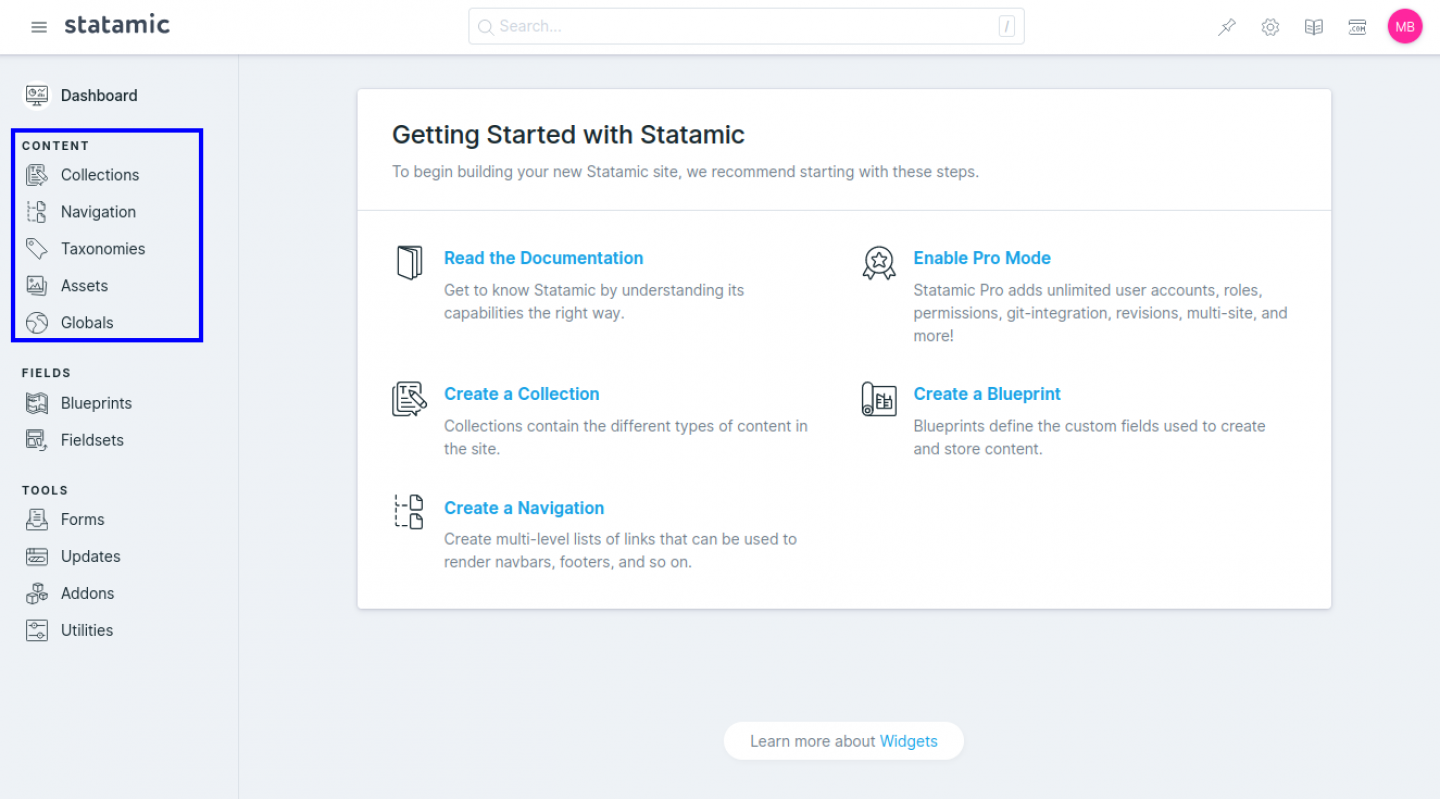 statamic
Search...
/
MB
Dashboard
CONTENT
Collections
Navigation
Taxonomies
Assets
Globals
FIELDS
Blueprints
Fieldsets
TOOLS
Forms
Updates
Addons
Utilities
Getting Started with Statamic
To begin building your new Statamic site, we recommend starting with these steps.
Read the Documentation
Get to know Statamic by understanding its
capabilities the right way.
Enable Pro Mode
Statamic Pro adds unlimited user accounts, roles,
permissions, git-integration, revisions, multi-site, and
more!
Create a Collection
Collections contain the different types of content in
the site.
Create a Blueprint
Blueprints define the custom fields used to create
and store content.
Create a Navigation
Create multi-level lists of links that can be used to
render navbars, footers, and so on.
Learn more about Widgets